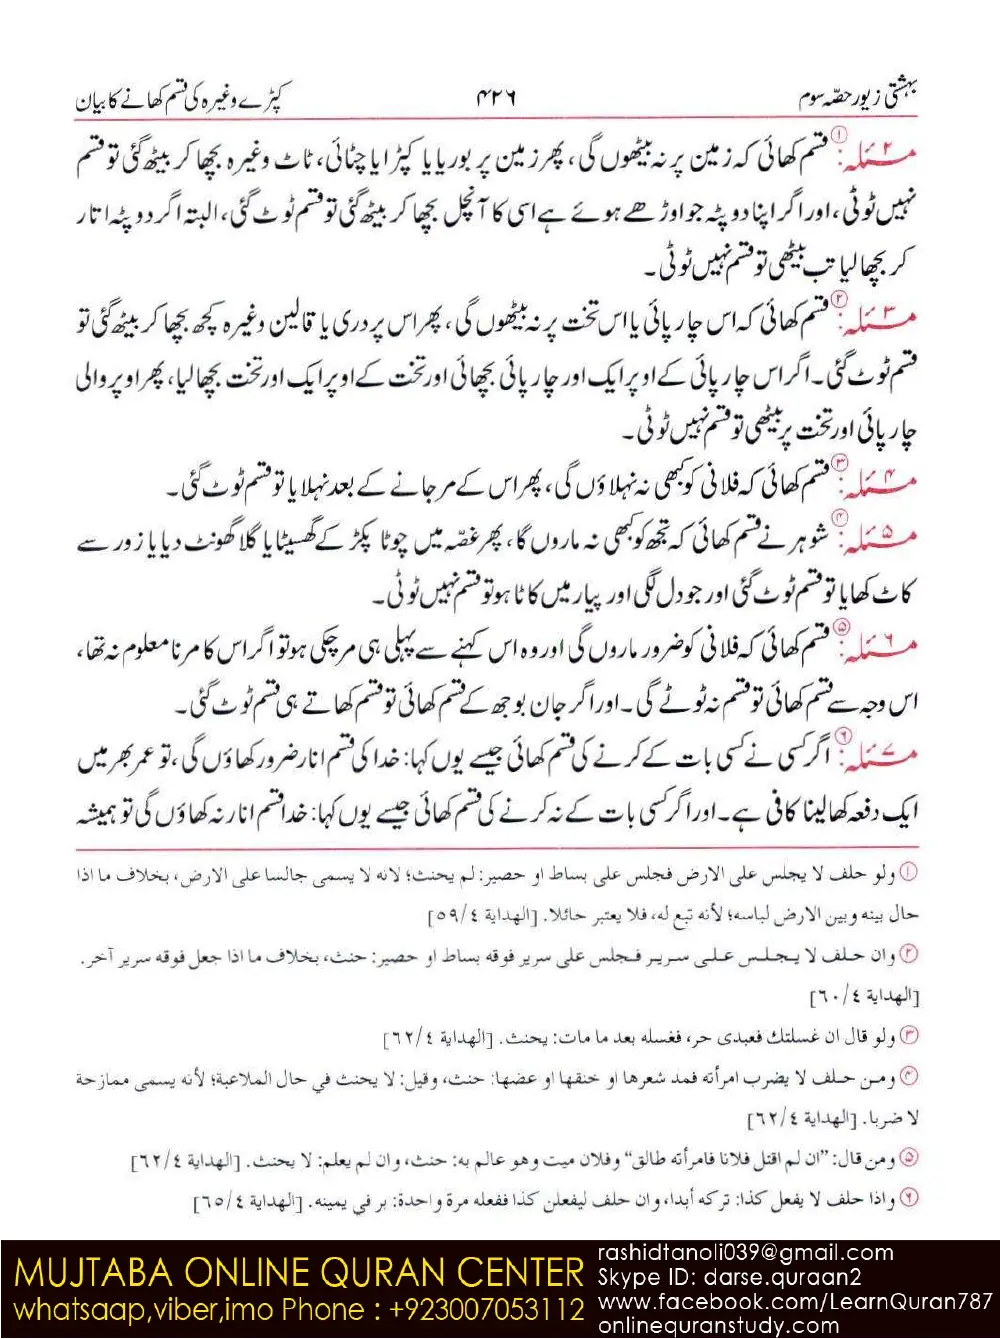 بہشتی زیور حصّہ سوم ۴۲۶ کپڑے وغیرہ کی قسم کھانے کا بیان
مسئلہ ۲: ① قسم کھائی کہ زمین پر نہ بیٹھوں گی، پھر زمین پر بوریا یا کپڑا یا چٹائی، ٹاٹ وغیرہ بچھا کر بیٹھ گئی تو قسم
نہیں ٹوٹی، اور اگر اپنا دوپٹہ جو اوڑھے ہوئے ہے اسی کا آنچل بچھا کر بیٹھ گئی تو قسم ٹوٹ گئی، البتہ اگر دوپٹہ اتار
کر بچھا لیا تب بیٹھی تو قسم نہیں ٹوٹی۔
مسئلہ ۳: ② قسم کھائی کہ اس چارپائی یا اس تخت پر نہ بیٹھوں گی، پھر اس پر دری یا قالین وغیرہ کچھ بچھا کر بیٹھ گئی تو
قسم ٹوٹ گئی۔ اگر اس چارپائی کے اوپر ایک اور چارپائی بچھائی اور تخت کے اوپر ایک اور تخت بچھا لیا، پھر اوپر والی
چارپائی اور تخت پر بیٹھی تو قسم نہیں ٹوٹی۔
مسئلہ ۴: ③ قسم کھائی کہ فلانی کو کبھی نہ نہلاؤں گی، پھر اس کے مرجانے کے بعد نہلایا تو قسم ٹوٹ گئی۔
مسئلہ ۵: ④ شوہر نے قسم کھائی کہ تجھ کو کبھی نہ ماروں گا، پھر غصّہ میں چوٹا پکڑ کے گھسیٹا یا گلا گھونٹ دیا یا زور سے
کاٹ کھایا تو قسم ٹوٹ گئی اور جو دل لگی اور پیار میں کاٹا ہو تو قسم نہیں ٹوٹی۔
مسئلہ ۶: ⑤ قسم کھائی کہ فلانی کو ضرور ماروں گی اور وہ اس کہنے سے پہلی ہی مر چکی ہو تو اگر اس کا مرنا معلوم نہ تھا،
اس وجہ سے قسم کھائی تو قسم نہ ٹوٹے گی۔ اور اگر جان بوجھ کے قسم کھائی تو قسم کھاتے ہی قسم ٹوٹ گئی۔
مسئلہ ۷: ⑥ اگر کسی نے کسی بات کے کرنے کی قسم کھائی جیسے یوں کہا: خدا کی قسم انار ضرور کھاؤں گی، تو عمر بھر میں
ایک دفعہ کھا لینا کافی ہے۔ اور اگر کسی بات کے نہ کرنے کی قسم کھائی جیسے یوں کہا: خدا قسم انار نہ کھاؤں گی تو ہمیشہ
① ولو حلف لا يجلس على الارض فجلس على بساط او حصير: لم يحنث؛ لانه لا يسمى جالسا على الارض، بخلاف ما اذا
حال بينه وبين الارض لباسه؛ لأنه تبع له، فلا يعتبر حائلا. [الهداية ٥٩/٤]
② وان حلف لا يجلس على سرير فجلس على سرير فوقه بساط او حصير: حنث، بخلاف ما اذا جعل فوقه سرير آخر.
[الهداية ٦٠/٤]
③ ولو قال ان غسلتك فعبدى حر، فغسله بعد ما مات: يحنث. [الهداية ٦٢/٤]
④ ومن حلف لا يضرب امرأته فمد شعرها او خنقها او عضها: حنث، وقيل: لا يحنث في حال الملاعبة؛ لأنه يسمى ممازحة
لا ضربا. [الهداية ٦٢/٤]
⑤ ومن قال: "ان لم اقتل فلانا فامرأته طالق" وفلان ميت وهو عالم به: حنث، وان لم يعلم: لا يحنث. [الهداية ٦٢/٤]
⑥ واذا حلف لا يفعل كذا: تركه أبدا، وان حلف ليفعلن كذا ففعله مرة واحدة: بر في يمينه. [الهداية ٦٥/٤]
MUJTABA ONLINE QURAN CENTER
whatsaap,viber,imo Phone : +923007053112
rashidtanoli039@gmail.com
Skype ID: darse.quraan2
www.facebook.com/LearnQuran787
onlinequranstudy.com